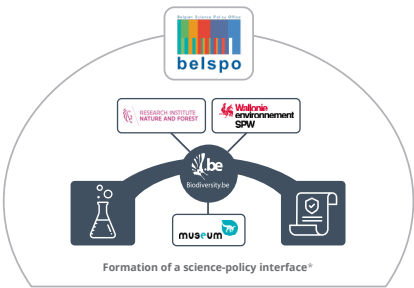 Belgian Science Policy Office
belspo
RESEARCH INSTITUTE
NATURE AND FOREST
Wallonie
environnement
SPW
.be
Biodiversity.be
museum
Formation of a science-policy interface*